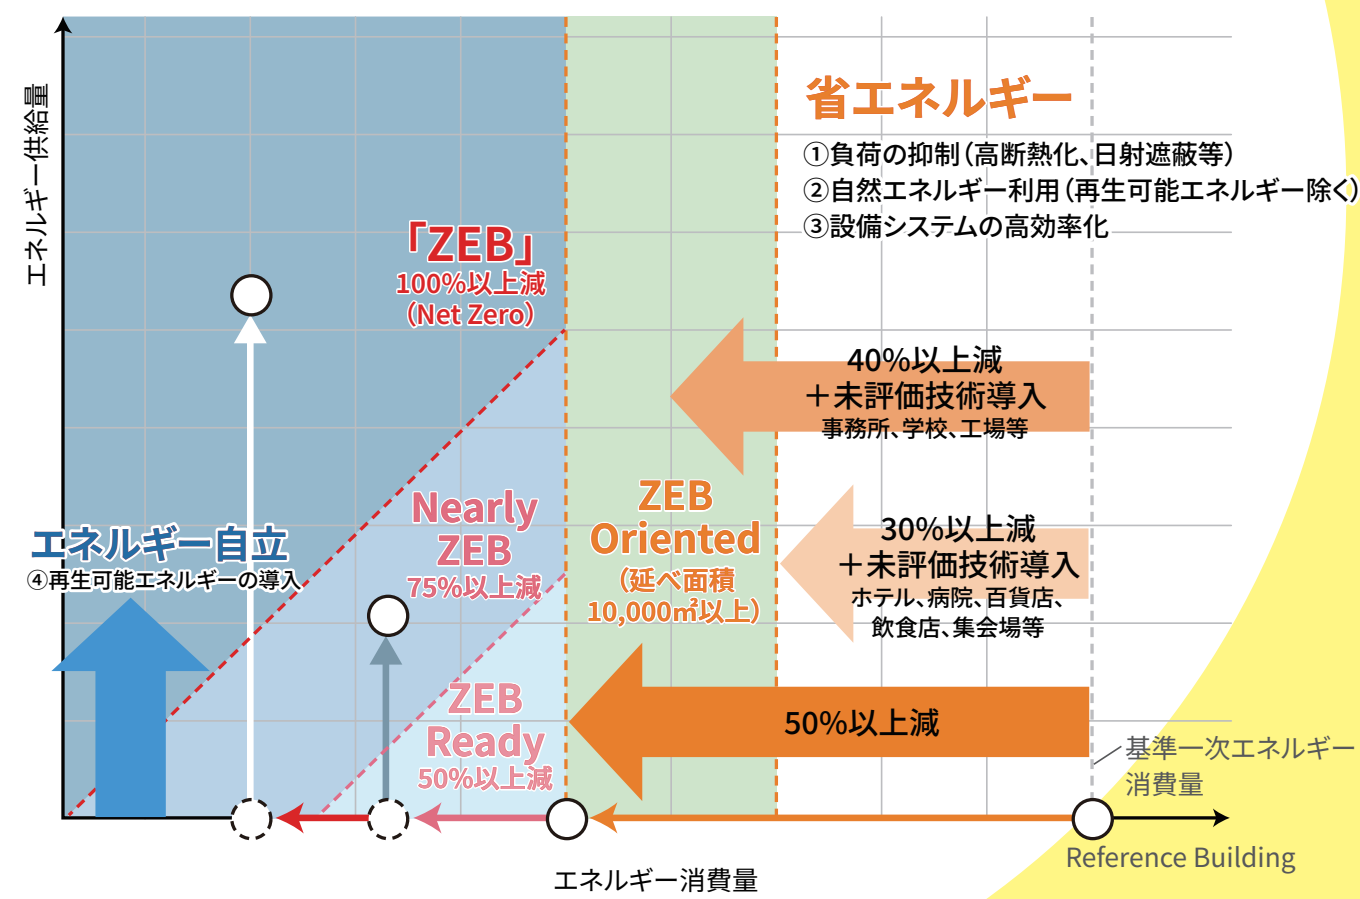 エネルギー供給量
省エネルギー
①負荷の抑制（高断熱化、日射遮蔽等）
②自然エネルギー利用（再生可能エネルギー除く）
③設備システムの高効率化
「ZEB」
100%以上減
（Net Zero）
40%以上減
＋未評価技術導入
事務所、学校、工場等
Nearly
ZEB
75%以上減
ZEB
Oriented
（延べ面積
10,000㎡以上）
30%以上減
＋未評価技術導入
ホテル、病院、百貨店、
飲食店、集会場等
エネルギー自立
④再生可能エネルギーの導入
ZEB
Ready
50%以上減
50%以上減
基準一次エネルギー
消費量
Reference Building
エネルギー消費量